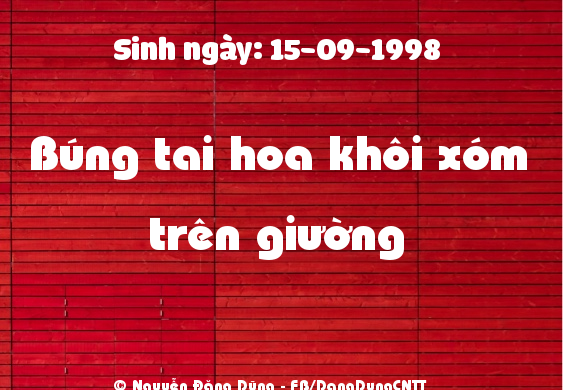 Sinh ngày: 15-09-1998
Búng tai hoa khôi xóm
trên giường
© Nguyễn Đăng Dũng - FB/DangDungCNTT